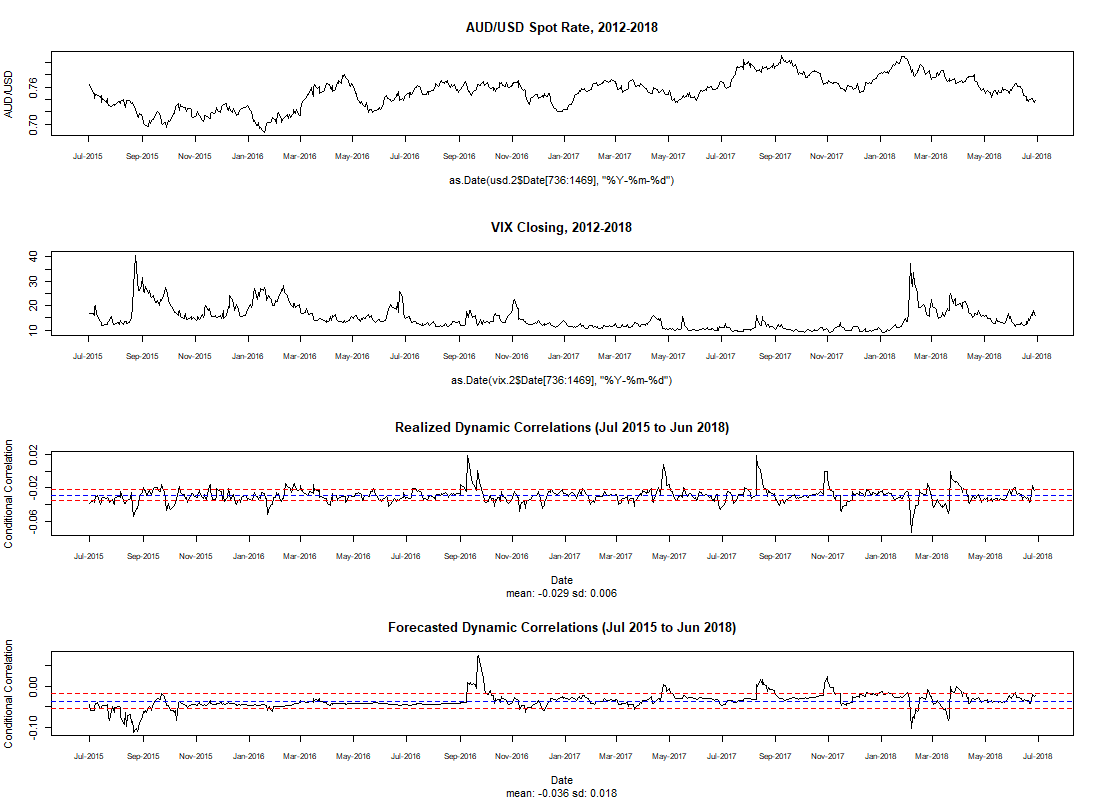 AUD/USD Spot Rate, 2012-2018
AUD/USD
0.76
0.70
Jul-2015 Sep-2015 Nov-2015 Jan-2016 Mar-2016 May-2016 Jul-2016 Sep-2016 Nov-2016 Jan-2017 Mar-2017 May-2017 Jul-2017 Sep-2017 Nov-2017 Jan-2018 Mar-2018 May-2018 Jul-2018
as.Date(usd.2$Date[736:1469], "%Y-%m-%d")
VIX Closing, 2012-2018
40
30
20
10
Jul-2015 Sep-2015 Nov-2015 Jan-2016 Mar-2016 May-2016 Jul-2016 Sep-2016 Nov-2016 Jan-2017 Mar-2017 May-2017 Jul-2017 Sep-2017 Nov-2017 Jan-2018 Mar-2018 May-2018 Jul-2018
as.Date(vix.2$Date[736:1469], "%Y-%m-%d")
Realized Dynamic Correlations (Jul 2015 to Jun 2018)
Conditional Correlation
0.02
-0.02
-0.06
Jul-2015 Sep-2015 Nov-2015 Jan-2016 Mar-2016 May-2016 Jul-2016 Sep-2016 Nov-2016 Jan-2017 Mar-2017 May-2017 Jul-2017 Sep-2017 Nov-2017 Jan-2018 Mar-2018 May-2018 Jul-2018
Date
mean: -0.029 sd: 0.006
Forecasted Dynamic Correlations (Jul 2015 to Jun 2018)
Conditional Correlation
0.00
-0.10
Jul-2015 Sep-2015 Nov-2015 Jan-2016 Mar-2016 May-2016 Jul-2016 Sep-2016 Nov-2016 Jan-2017 Mar-2017 May-2017 Jul-2017 Sep-2017 Nov-2017 Jan-2018 Mar-2018 May-2018 Jul-2018
Date
mean: -0.036 sd: 0.018